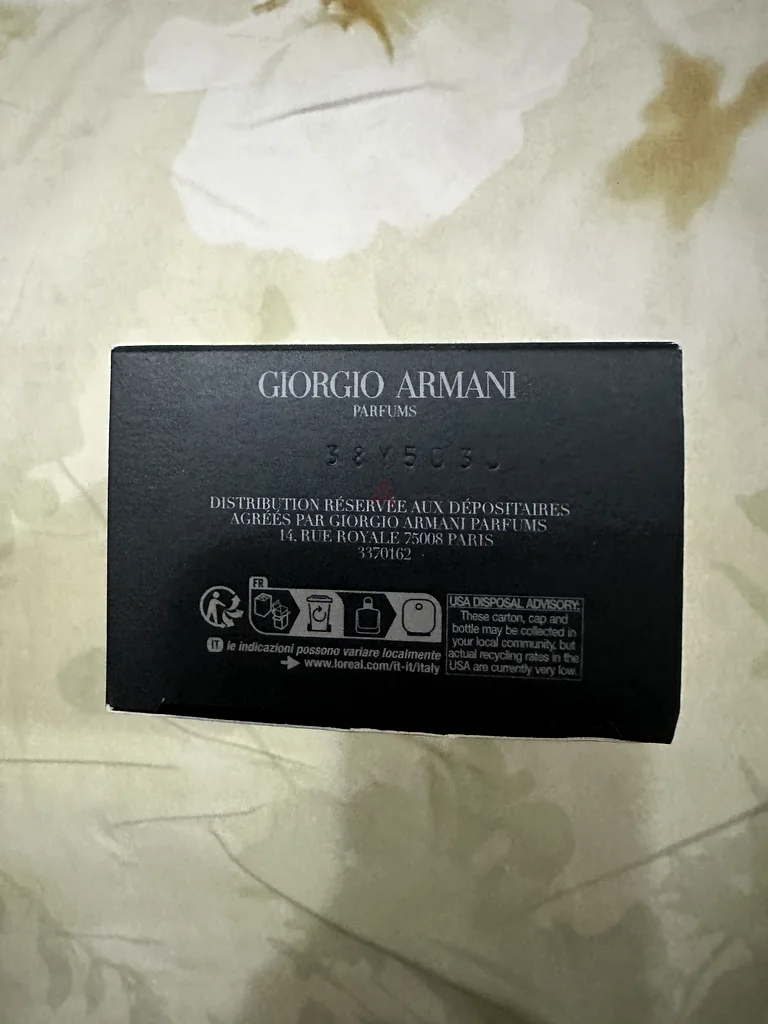 GIORGIO ARMANI
PARFUMS
38Y503J
DISTRIBUTION RÉSERVÉE AUX DÉPOSITAIRES
AGRÉÉS PAR GIORGIO ARMANI PARFUMS
14, RUE ROYALE 75008 PARIS
3370162
FR
IT le indicazioni possono variare localmente
www.loreal.com/it-it/italy
USA DISPOSAL ADVISORY:
These carton, cap and
bottle may be collected in
your local community, but
actual recycling rates in the
USA are currently very low.